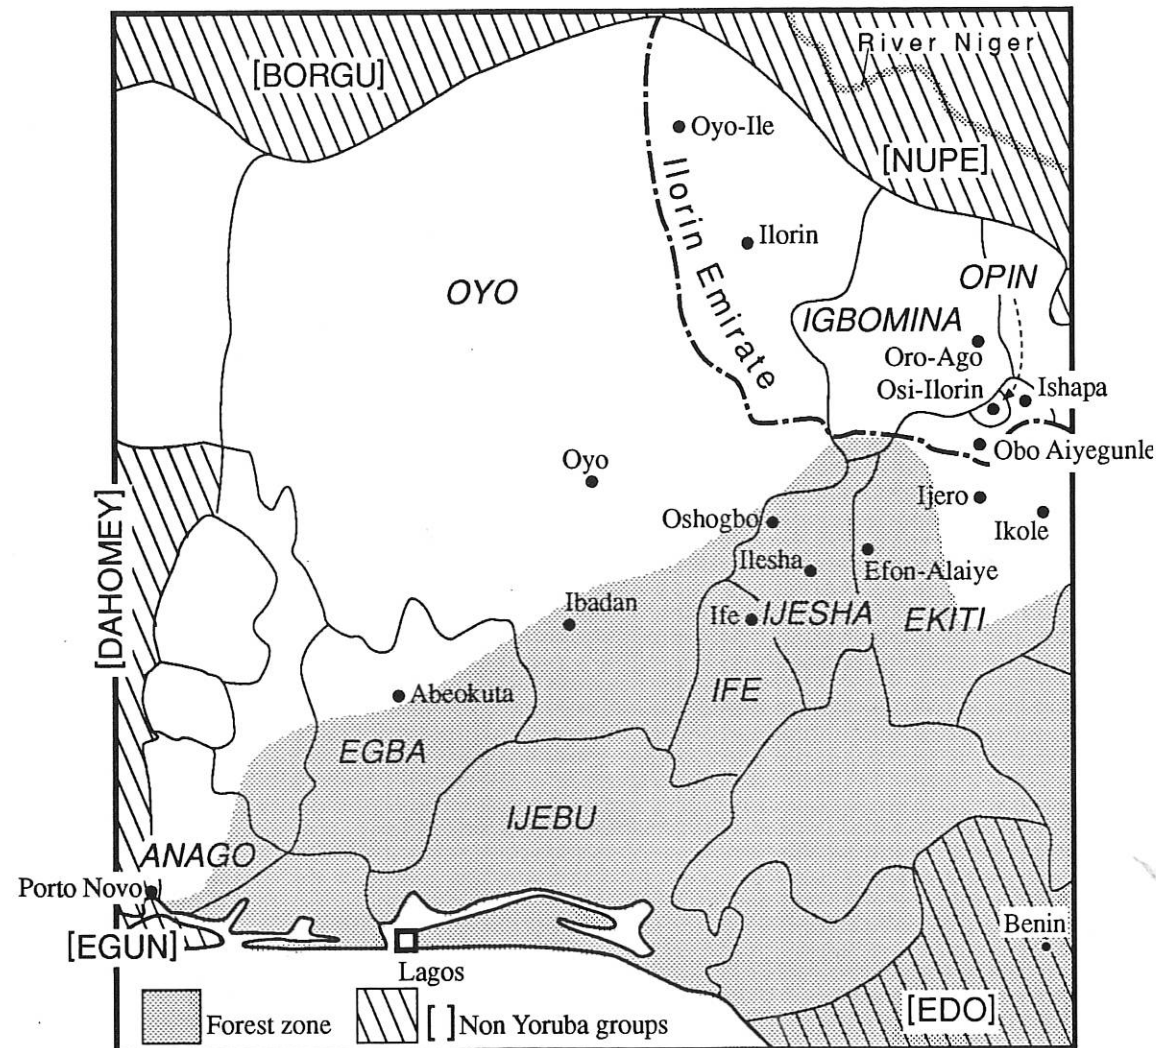 River Niger
[BORGU]
Oyo-Ile
[NUPE]
Ilorin Emirate
Ilorin
OYO
OPIN
IGBOMINA
Oro-Ago
Osi-Ilorin
Ishapa
Obo Aiyegunle
Oyo
Ijero
Ikole
Oshogbo
[DAHOMEY]
Ilesha
Efon-Alaiye
Ibadan
Ife
IJESHA
EKITI
Abeokuta
IFE
EGBA
IJEBU
ANAGO
Porto Novo
Benin
[EGUN]
Lagos
[EDO]
Forest zone
[ ] Non Yoruba groups